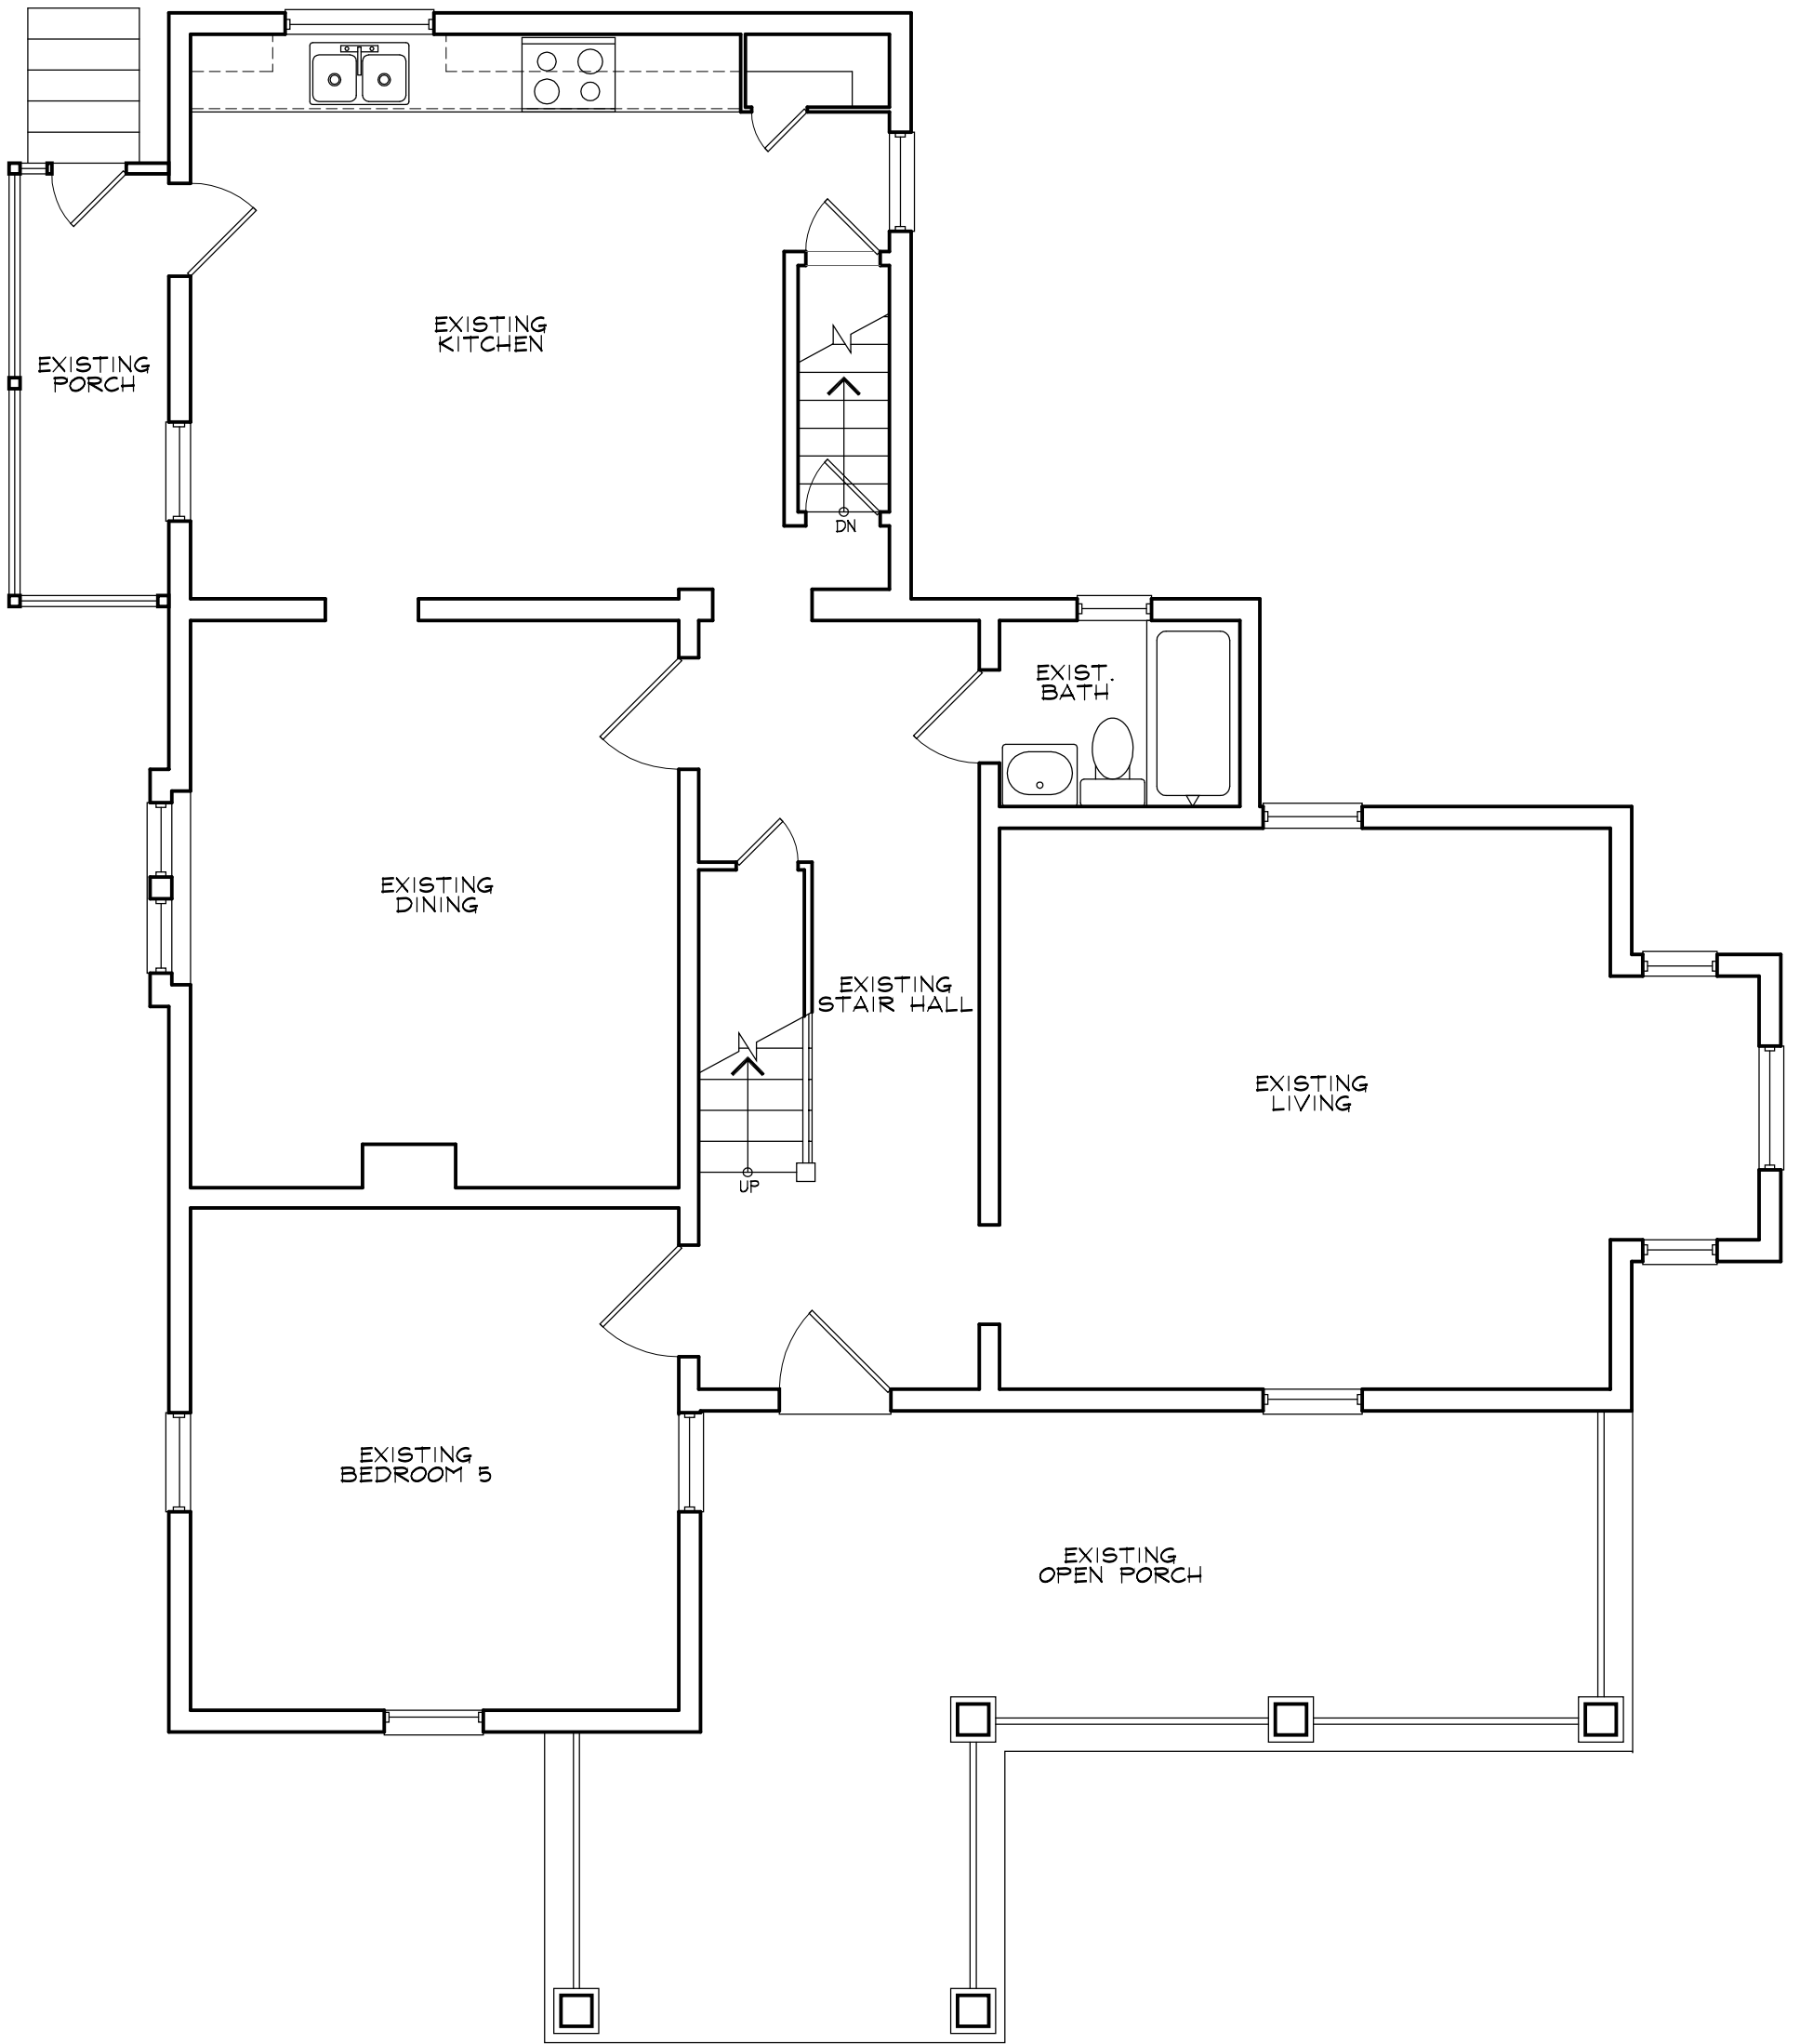 EXISTING
KITCHEN
EXISTING
PORCH
DN
EXIST.
BATH
EXISTING
DINING
EXISTING
STAIR HALL
EXISTING
LIVING
UP
EXISTING
BEDROOM 5
EXISTING
OPEN PORCH